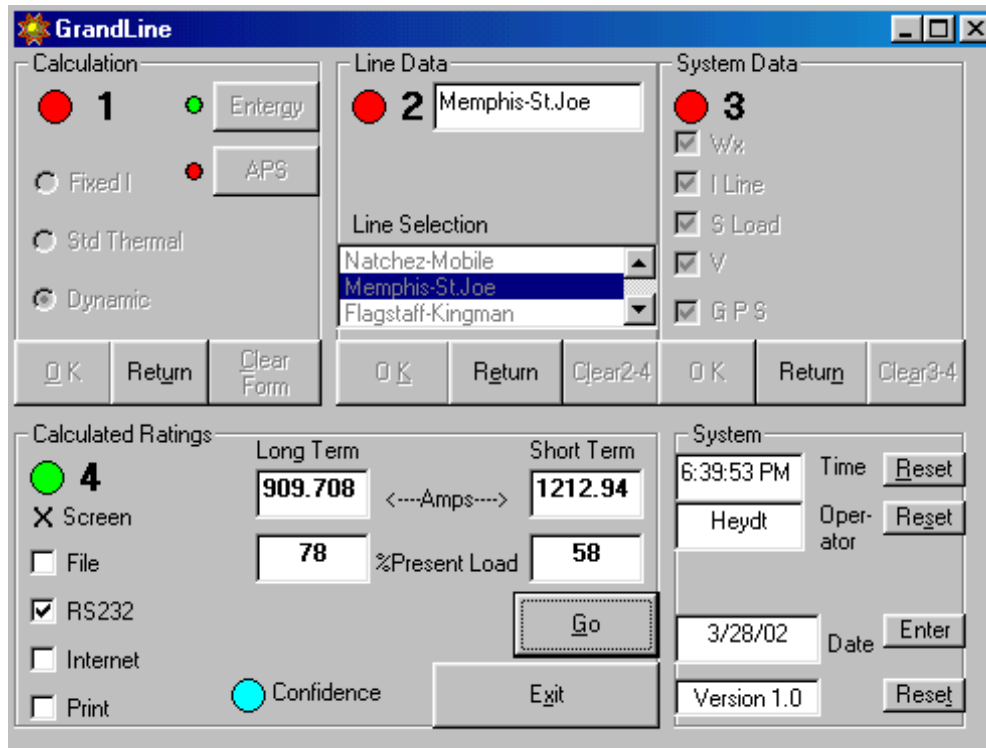 GrandLine
Calculation
1
Entergy
APS
Fixed I
Std Thermal
Dynamic
O K
Return
Clear Form
Line Data
2
Memphis-St.Joe
Line Selection
Natchez-Mobile
Memphis-St.Joe
Flagstaff-Kingman
O K
Return
Clear2-4
System Data
3
Wx
I Line
S Load
V
G P S
O K
Return
Clear3-4
Calculated Ratings
4
Long Term
Short Term
909.708
<----Amps---->
1212.94
78
%Present Load
58
X Screen
File
RS232
Internet
Print
Go
Confidence
Exit
System
6:39:53 PM
Time
Reset
Heydt
Oper-
ator
Reset
3/28/02
Date
Enter
Version 1.0
Reset